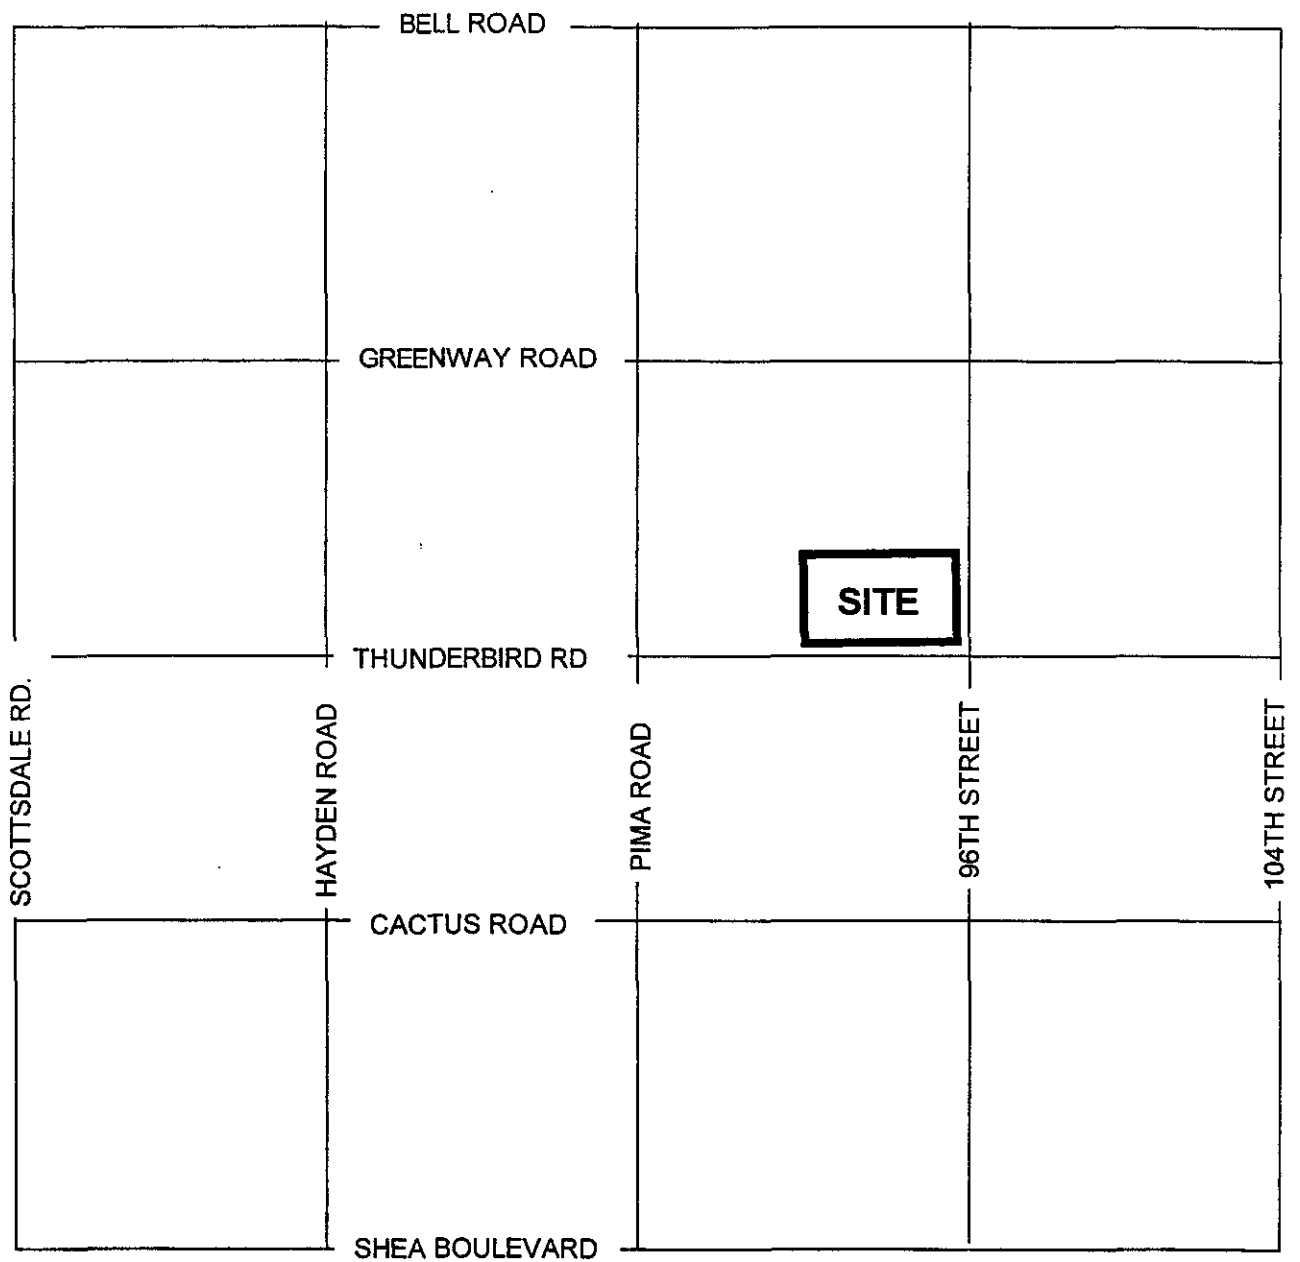 BELL ROAD
GREENWAY ROAD
SITE
THUNDERBIRD RD
SCOTTSDALE RD.
HAYDEN ROAD
PIMA ROAD
96TH STREET
104TH STREET
CACTUS ROAD
SHEA BOULEVARD